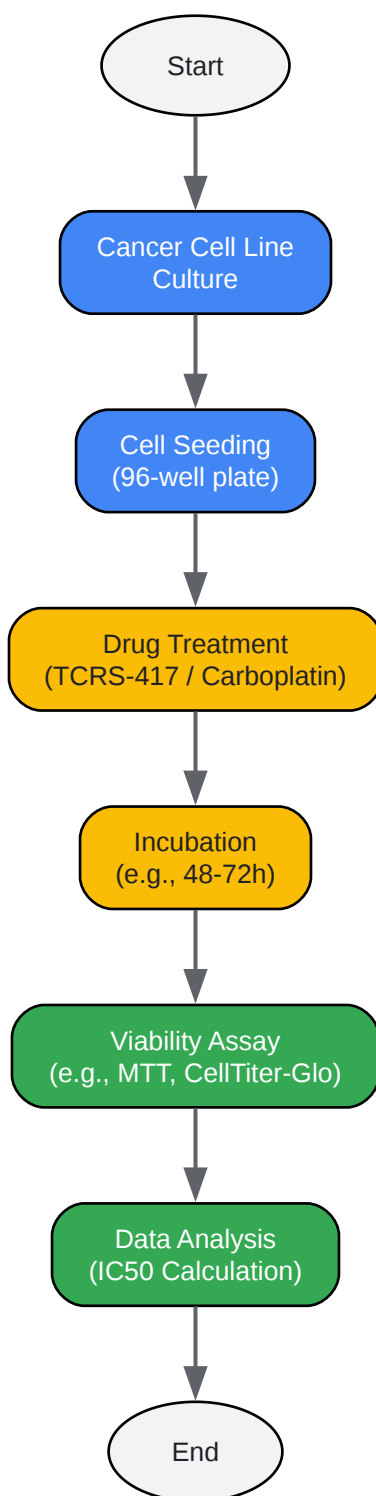 Start
Cancer Cell Line
Culture
Cell Seeding
(96-well plate)
Drug Treatment
(TCRS-417 / Carboplatin)
Incubation
(e.g., 48-72h)
Viability Assay
(e.g., MTT, CellTiter-Glo)
Data Analysis
(IC50 Calculation)
End